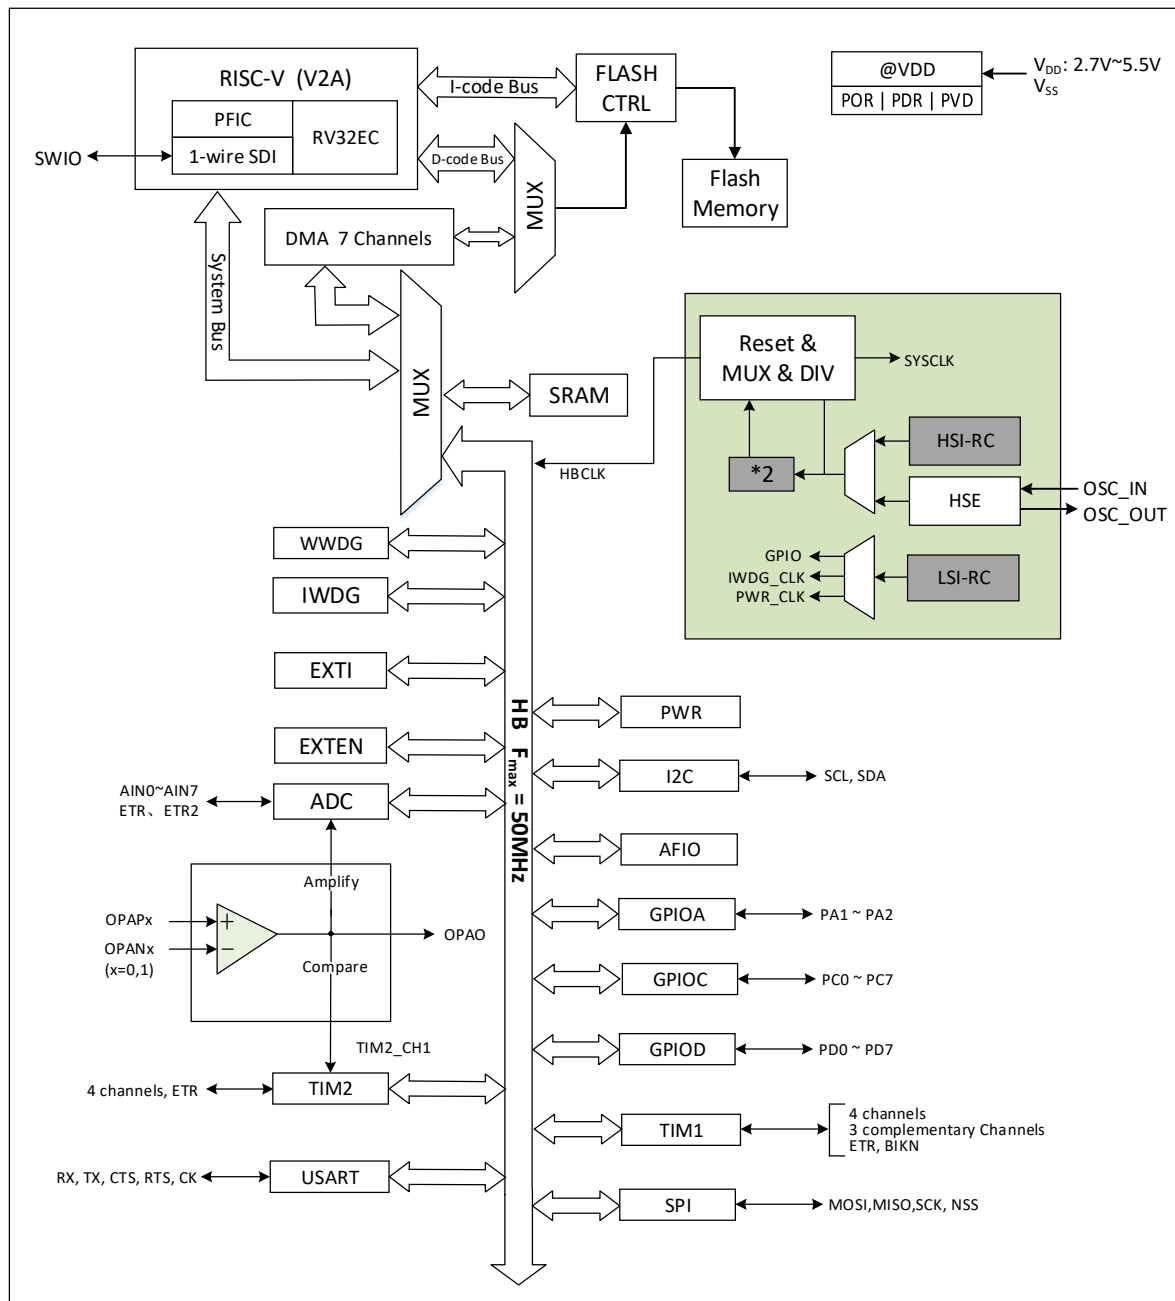 RISC-V (V2A)
PFIC
1-wire SDI
RV32EC
SWIO
I-code Bus
D-code Bus
FLASH
CTRL
Flash
Memory
MUX
@VDD
POR | PDR | PVD
VDD: 2.7V~5.5V
VSS
DMA 7 Channels
System Bus
MUX
SRAM
Reset &
MUX & DIV
SYSCLK
HBCLK
*2
HSI-RC
HSE
OSC_IN
OSC_OUT
GPIO
IWDG_CLK
PWR_CLK
LSI-RC
WWDG
IWDG
EXTI
EXTEN
AIN0~AIN7
ETR、ETR2
ADC
Amplify
OPAPx
OPANx
(x=0,1)
+
−
OPAO
Compare
TIM2_CH1
4 channels, ETR
TIM2
RX, TX, CTS, RTS, CK
USART
HB Fmax = 50MHz
PWR
I2C
SCL, SDA
AFIO
GPIOA
PA1 ~ PA2
GPIOC
PC0 ~ PC7
GPIOD
PD0 ~ PD7
TIM1
4 channels
3 complementary Channels
ETR, BIKN
SPI
MOSI,MISO,SCK, NSS